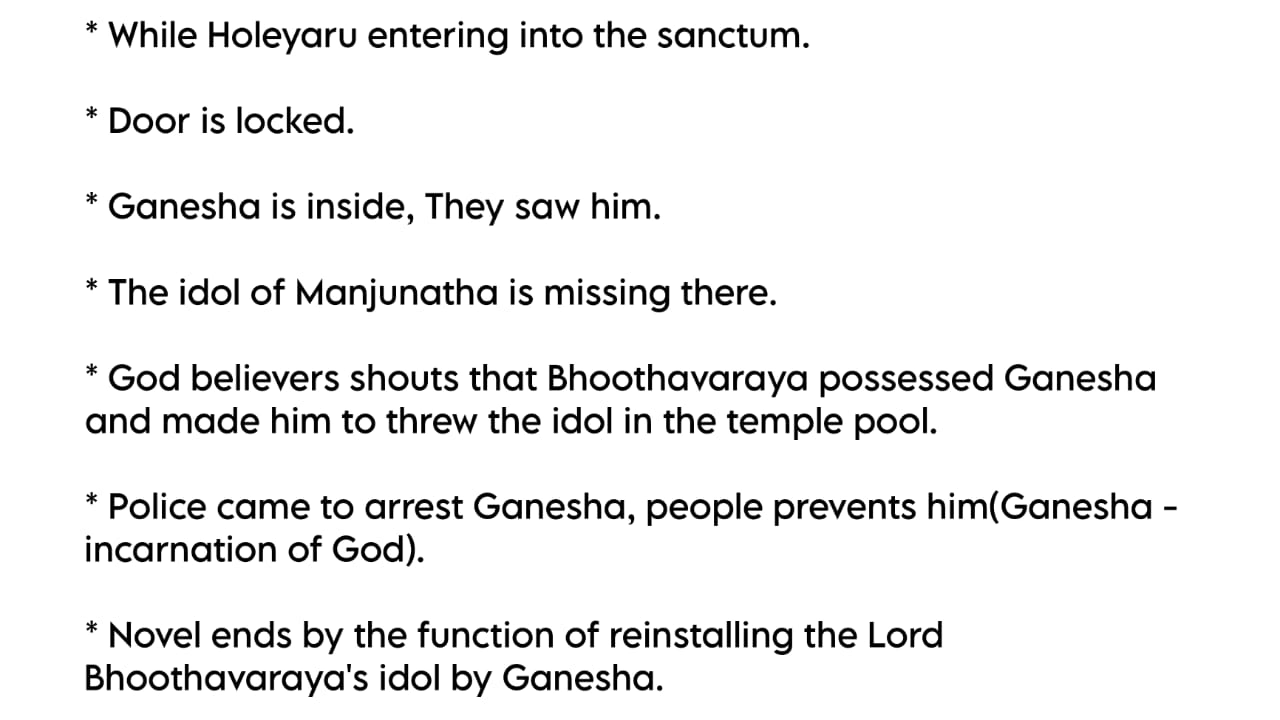 * While Holeyaru entering into the sanctum.
* Door is locked.
* Ganesha is inside, They saw him.
* The idol of Manjunatha is missing there.
* God believers shouts that Bhoothavaraya possessed Ganesha
and made him to threw the idol in the temple pool.
* Police came to arrest Ganesha, people prevents him(Ganesha -
incarnation of God).
* Novel ends by the function of reinstalling the Lord
Bhoothavaraya's idol by Ganesha.